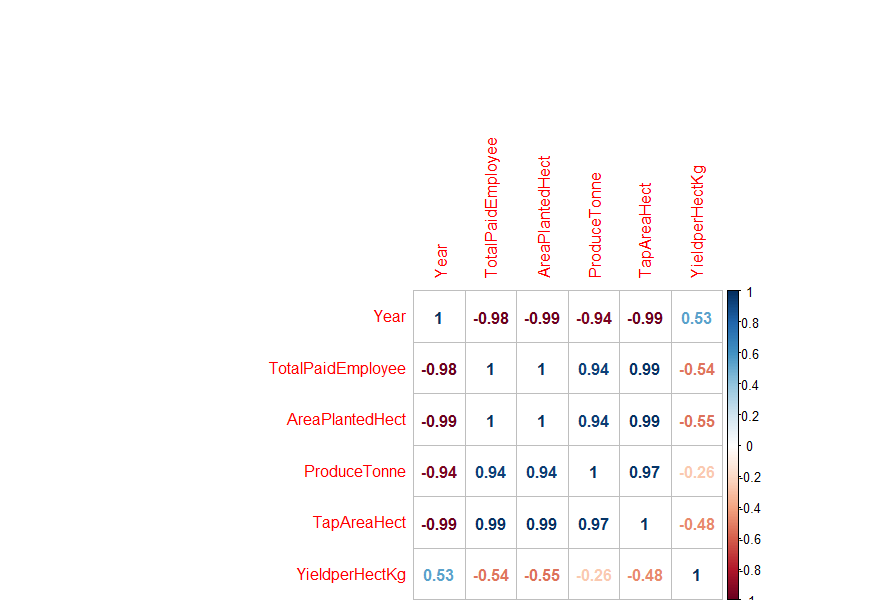 Year TotalPaidEmployee AreaPlantedHect ProduceTonne TapAreaHect YieldperHectKg
Year 1 -0.98 -0.99 -0.94 -0.99 0.53
TotalPaidEmployee -0.98 1 1 0.94 0.99 -0.54
AreaPlantedHect -0.99 1 1 0.94 0.99 -0.55
ProduceTonne -0.94 0.94 0.94 1 0.97 -0.26
TapAreaHect -0.99 0.99 0.99 0.97 1 -0.48
YieldperHectKg 0.53 -0.54 -0.55 -0.26 -0.48 1
1
0.8
0.6
0.4
0.2
0
-0.2
-0.4
-0.6
-0.8
-1